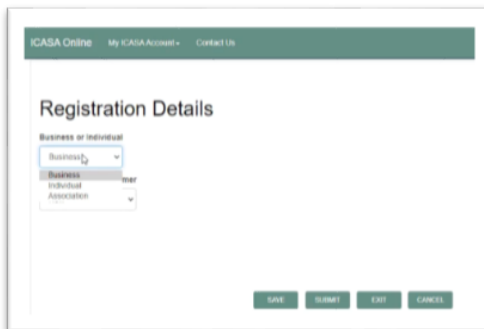 ICASA Online My ICASA Account Contact Us
Registration Details
Business or Individual
Business
Business
Individual
Association
mer
SAVE SUBMIT EXIT CANCEL